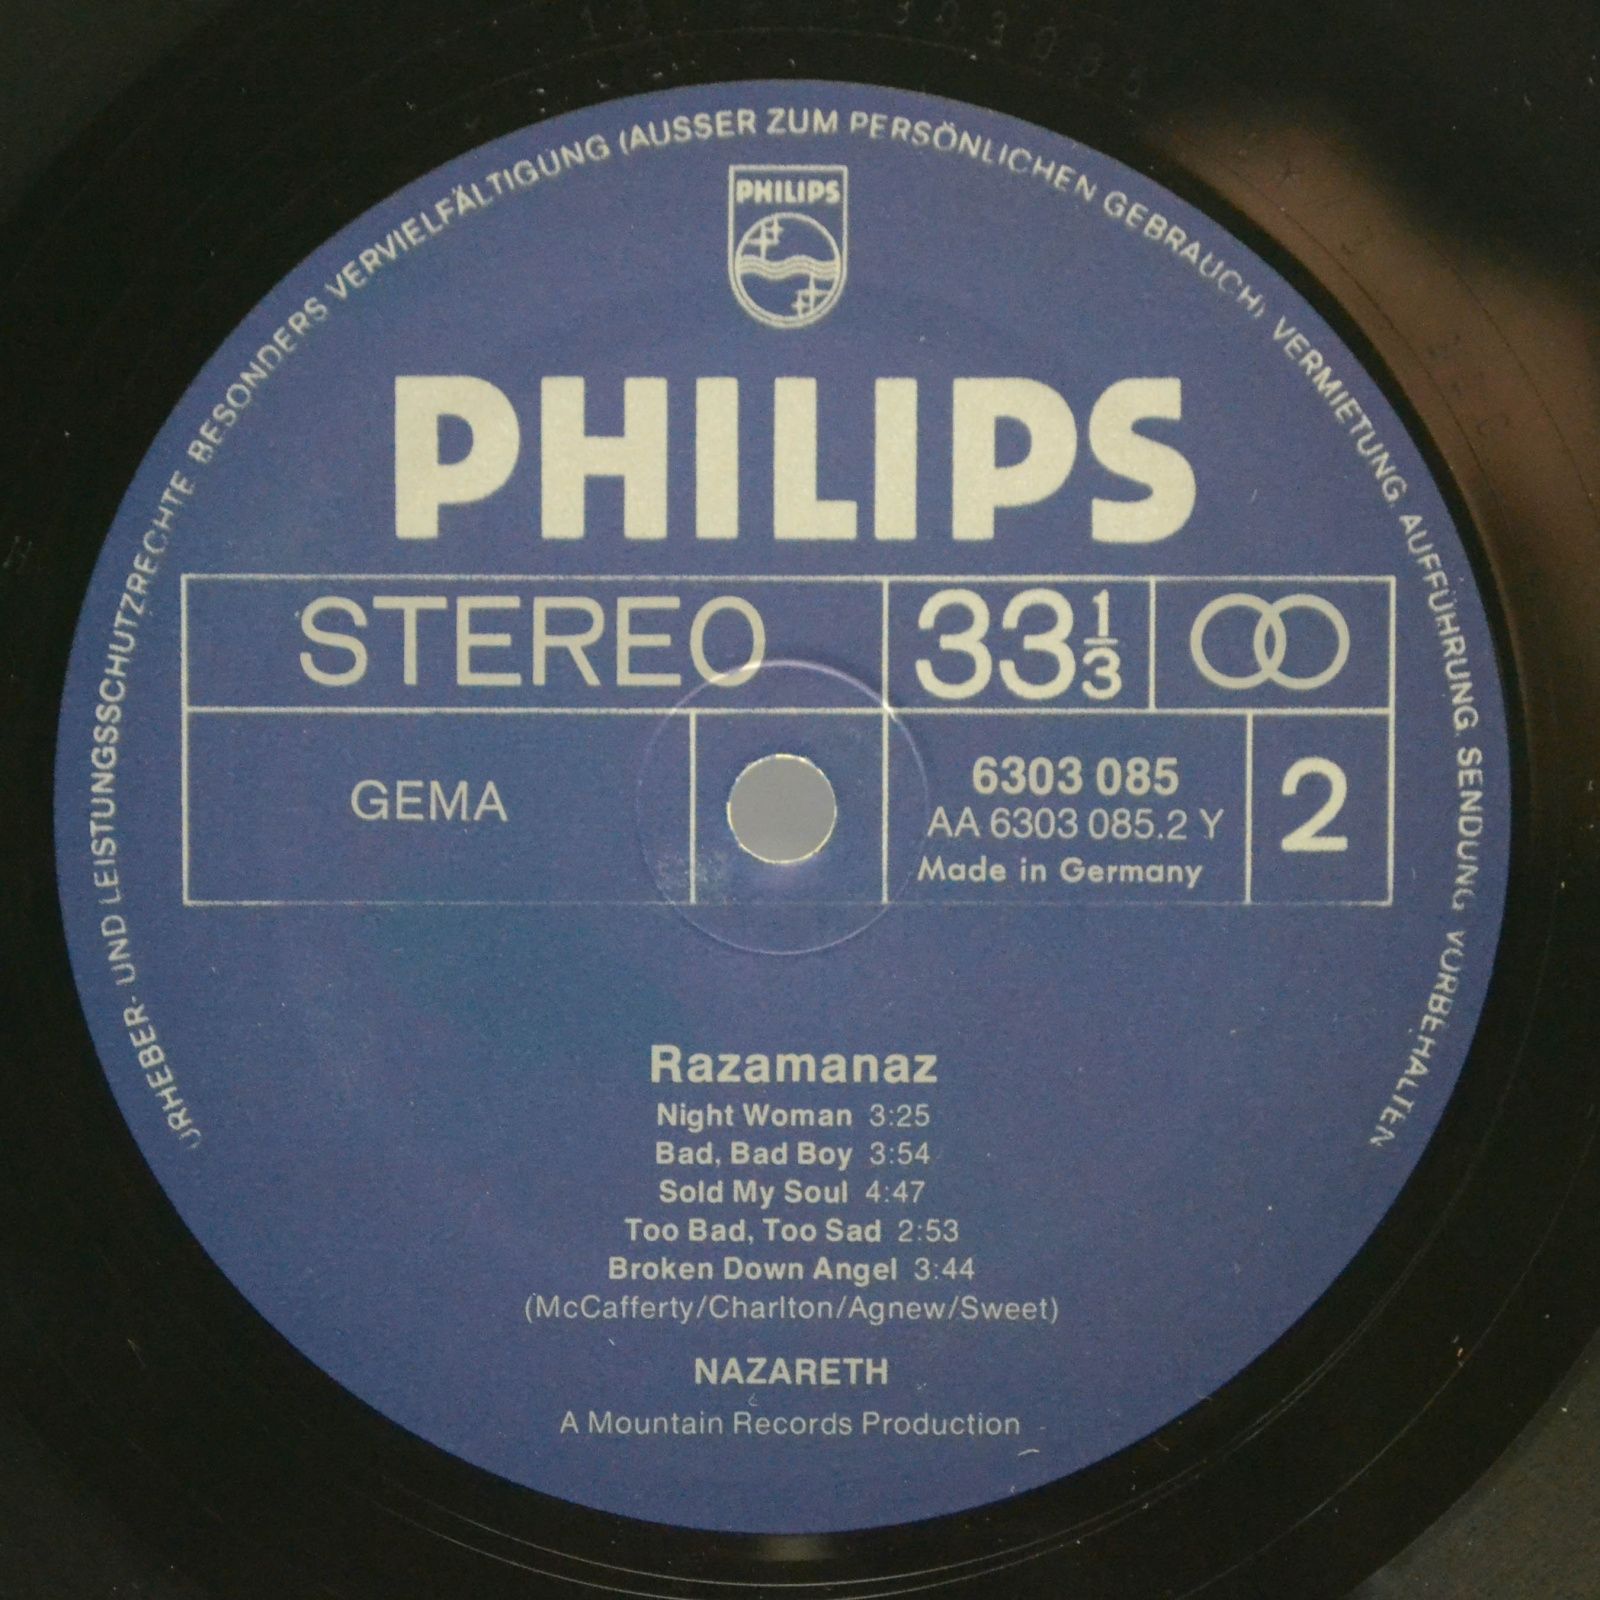 URHEBER- UND LEISTUNGSSCHUTZRECHTE BESONDERS VERVIELFÄLTIGUNG (AUSSER ZUM PERSÖNLICHEN GEBRAUCH), VERMIETUNG. AUFFÜHRUNG. SENDUNG VORBEHALTEN
PHILIPS
PHILIPS
STEREO 33 1/3
GEMA
6303 085
AA 6303 085.2 Y
Made in Germany
2
Razamanaz
Night Woman 3:25
Bad, Bad Boy 3:54
Sold My Soul 4:47
Too Bad, Too Sad 2:53
Broken Down Angel 3:44
(McCafferty/Charlton/Agnew/Sweet)
NAZARETH
A Mountain Records Production